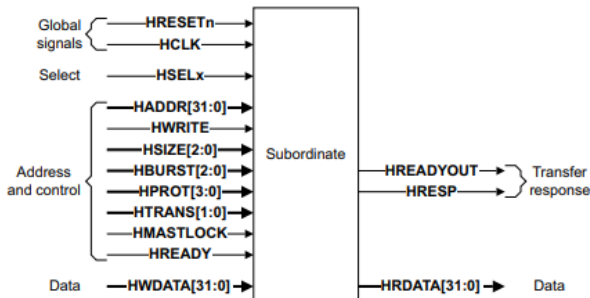 Global
signals
HRESETn
HCLK
Select
HSELx
Address
and control
HADDR[31:0]
HWRITE
HSIZE[2:0]
HBURST[2:0]
HPROT[3:0]
HTRANS[1:0]
HMASTLOCK
HREADY
Data
HWDATA[31:0]
Subordinate
HREADYOUT
HRESP
Transfer
response
HRDATA[31:0]
Data